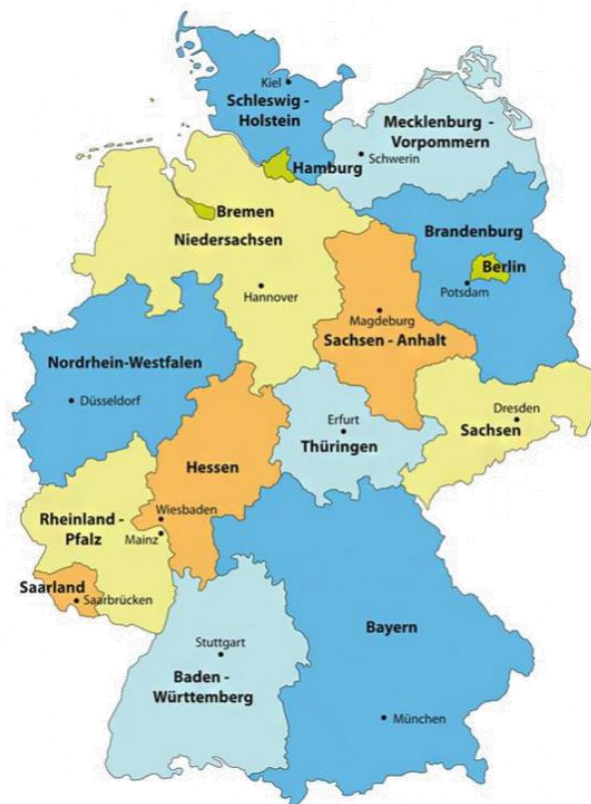 Kiel
Schleswig -
Holstein
Mecklenburg -
Vorpommern
Schwerin
Hamburg
Bremen
Niedersachsen
Hannover
Brandenburg
Berlin
Potsdam
Magdeburg
Sachsen - Anhalt
Nordrhein-Westfalen
Düsseldorf
Hessen
Wiesbaden
Erfurt
Thüringen
Dresden
Sachsen
Rheinland -
Pfalz
Mainz
Saarland
Saarbrücken
Stuttgart
Baden -
Württemberg
Bayern
München